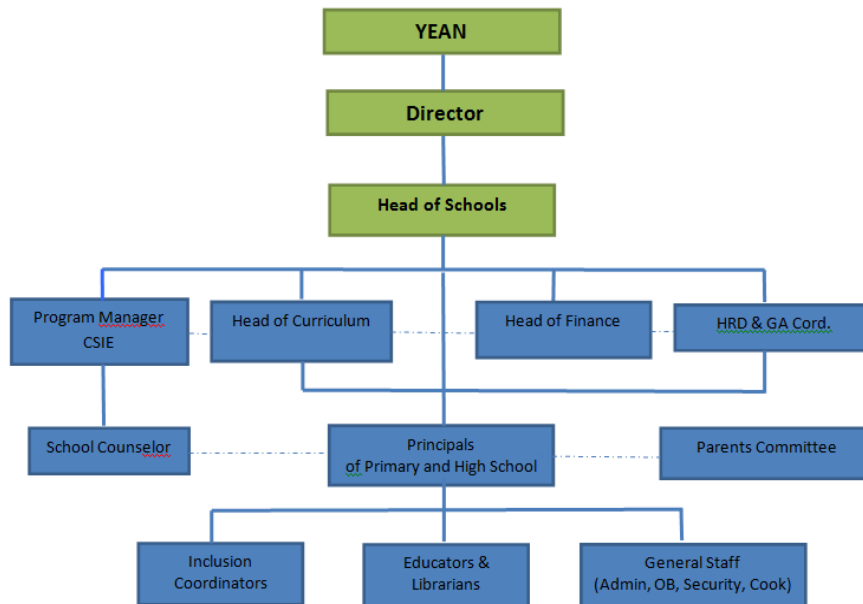 YEAN
Director
Head of Schools
Program Manager
CSIE
Head of Curriculum
Head of Finance
HRD & GA Cord.
School Counselor
Principals
of Primary and High School
Parents Committee
Inclusion
Coordinators
Educators &
Librarians
General Staff
(Admin, OB, Security, Cook)